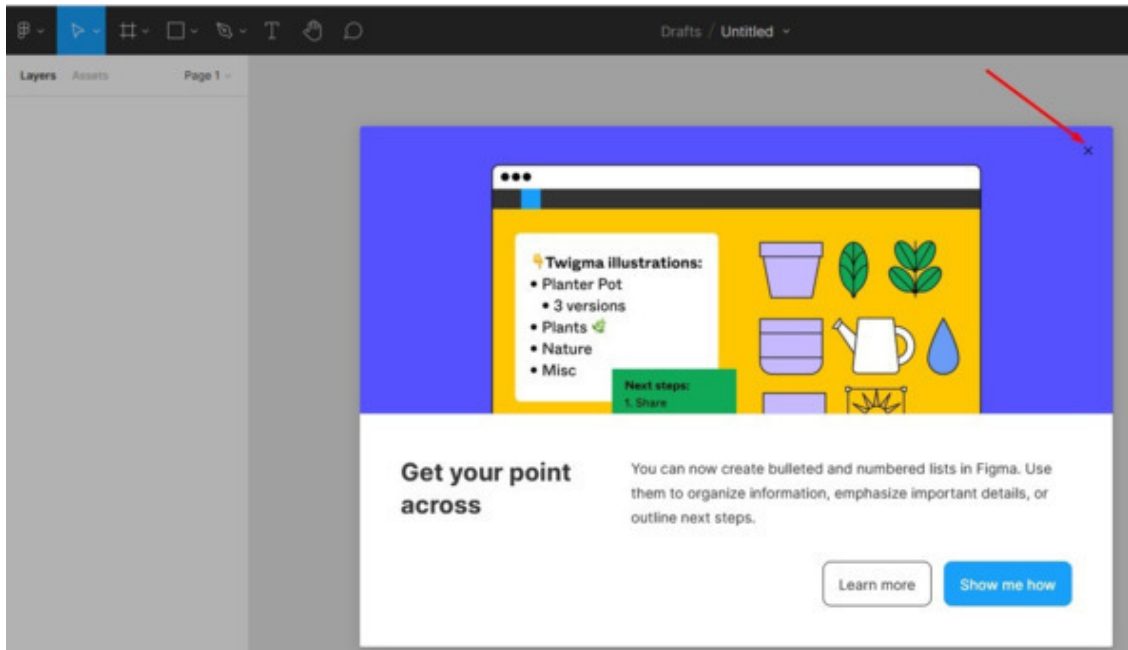 Drafts / Untitled
Layers Assets Page 1
👇Twigma illustrations:
• Planter Pot
• 3 versions
• Plants 🌿
• Nature
• Misc
Next steps:
1. Share
Get your point
across
You can now create bulleted and numbered lists in Figma. Use
them to organize information, emphasize important details, or
outline next steps.
Learn more
Show me how